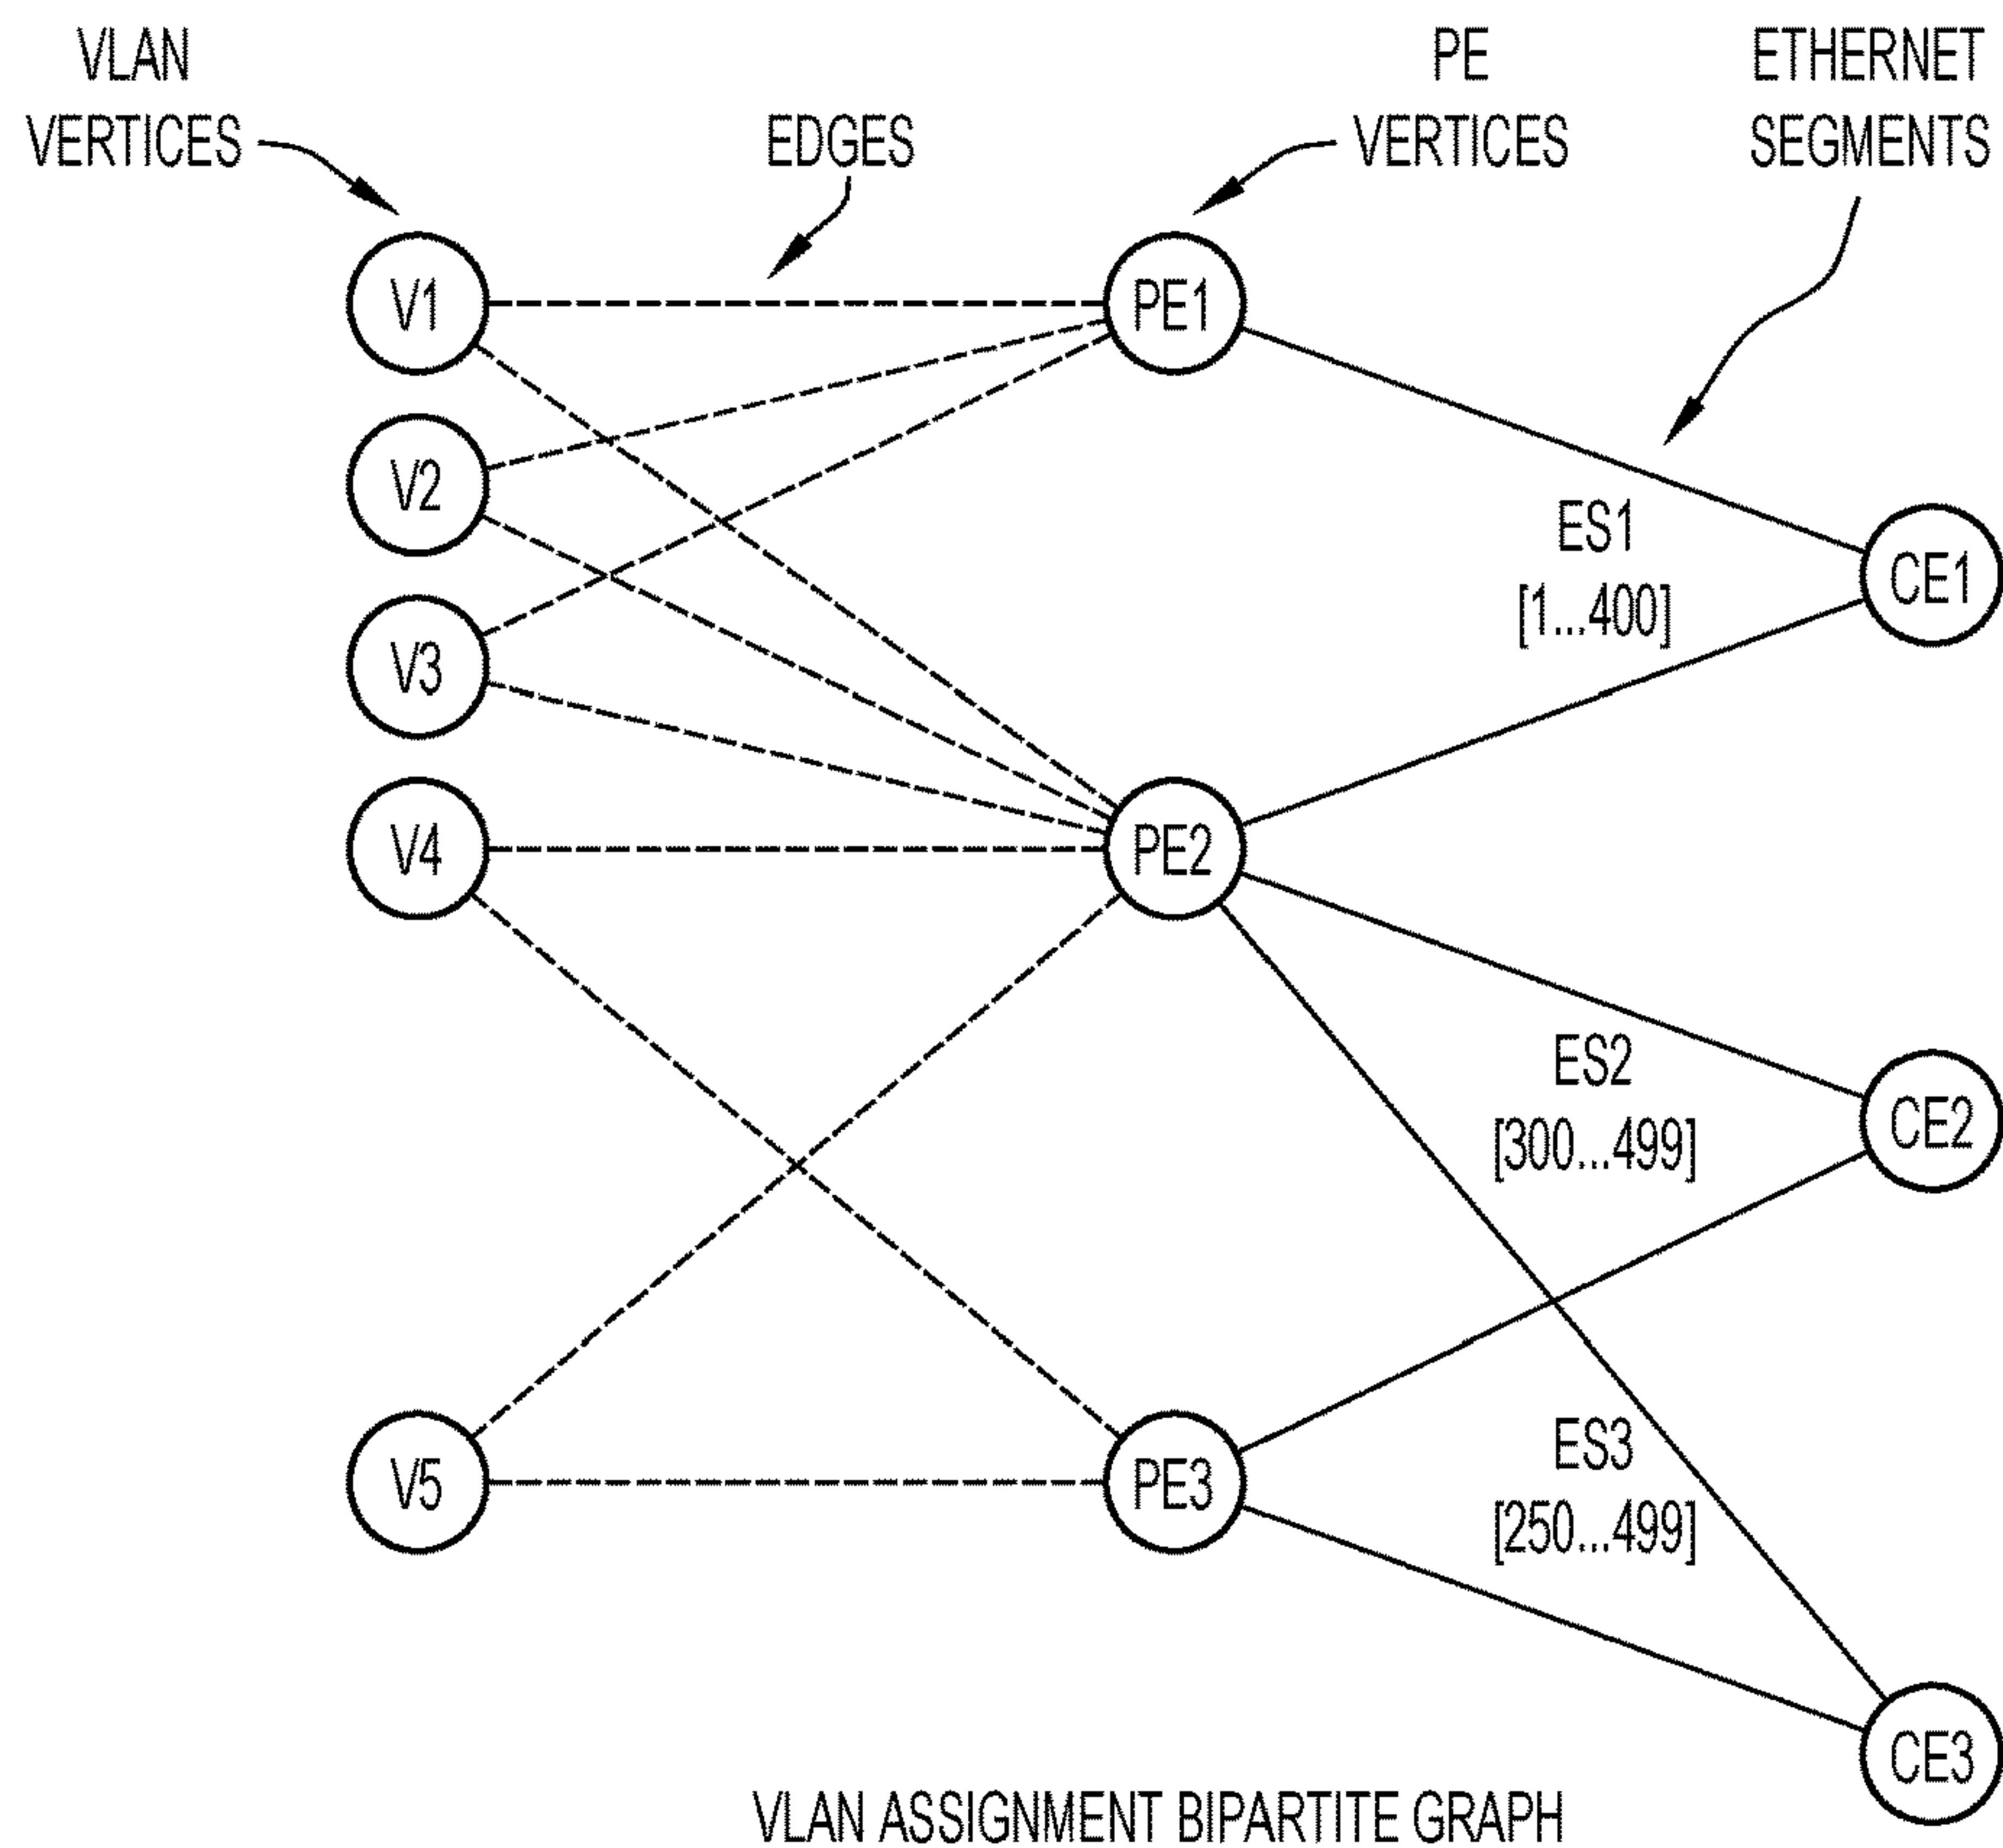 VLAN
VERTICES
EDGES
PE
VERTICES
ETHERNET
SEGMENTS
V1
PE1
V2
ES1
[1...400]
CE1
V3
V4
PE2
ES2
[300...499]
CE2
V5
PE3
ES3
[250...499]
CE3
VLAN ASSIGNMENT BIPARTITE GRAPH